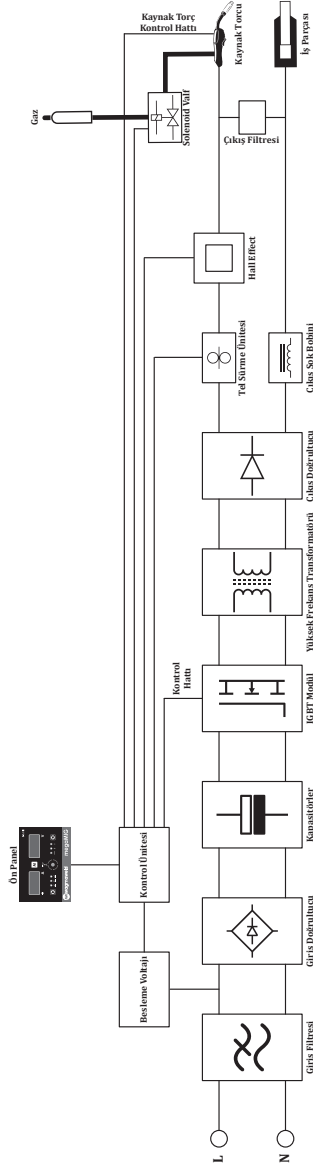 Ön Panel
megaMIG
Besleme Voltajı
Kontrol Ünitesi
Gaz
Kaynak Torç
Kontrol Hattı
Solenoid Valf
Kaynak Torcu
İş Parçası
Çıkış Filtresi
Hall Effect
Tel Sürme Ünitesi
Çıkış Şok Bobini
Çıkış Doğrultucu
Yüksek Frekans Transformatörü
Kontrol
Hattı
IGBT Modül
Kapasitörler
Giriş Doğrultucu
Giriş Filtresi
L
N